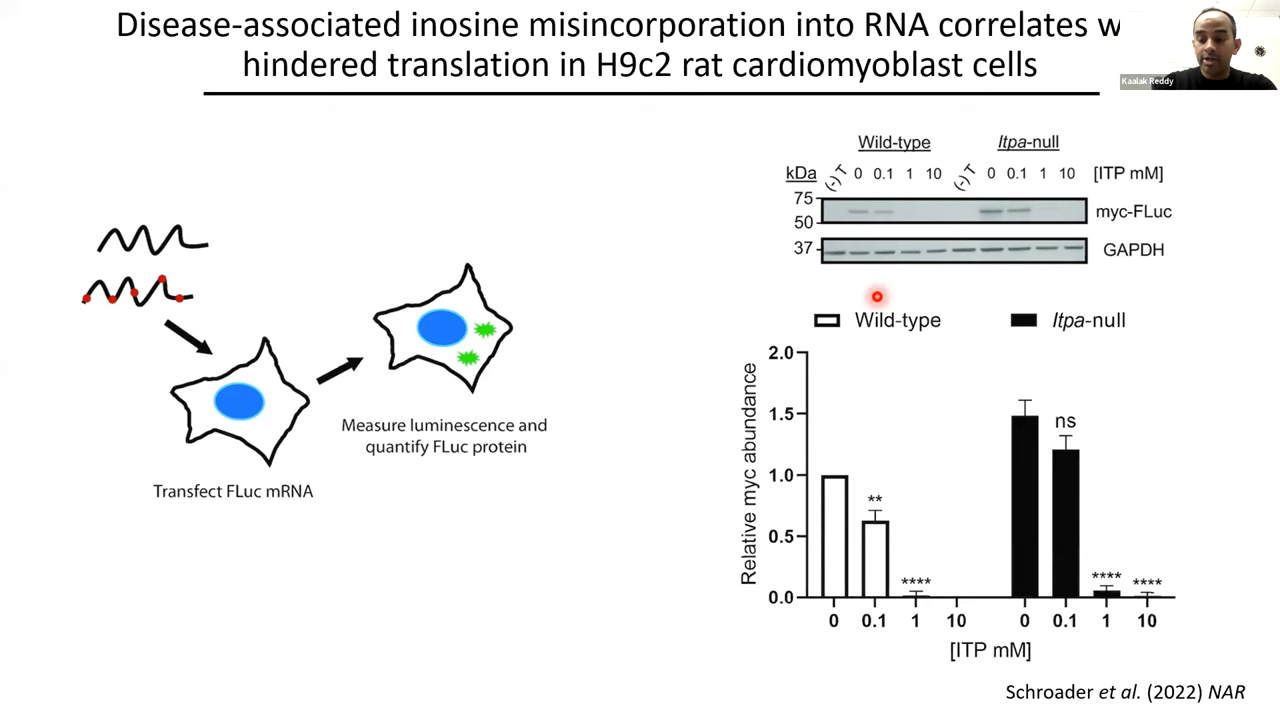 Disease-associated inosine misincorporation into RNA correlates w
hindered translation in H9c2 rat cardiomyoblast cells
Kaalak Reddy
Transfect FLuc mRNA
Measure luminescence and
quantify FLuc protein
Wild-type Itpa-null
kDa (-) T 0 0.1 1 10 (-) T 0 0.1 1 10 [ITP mM]
75
50
myc-FLuc
37
GAPDH
Wild-type Itpa-null
Relative myc abundance
2.0
1.5
1.0
0.5
0.0
** **** ns **** ****
0 0.1 1 10 0 0.1 1 10
[ITP mM]
Schroader et al. (2022) NAR